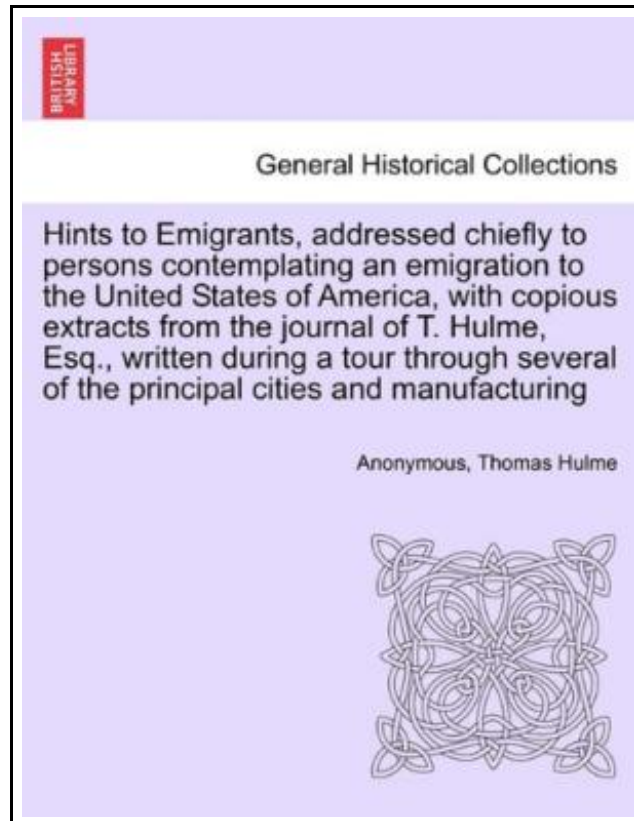 BRITISH
LIBRARY
General Historical Collections
Hints to Emigrants, addressed chiefly to
persons contemplating an emigration to
the United States of America, with copious
extracts from the journal of T. Hulme,
Esq., written during a tour through several
of the principal cities and manufacturing
Anonymous, Thomas Hulme